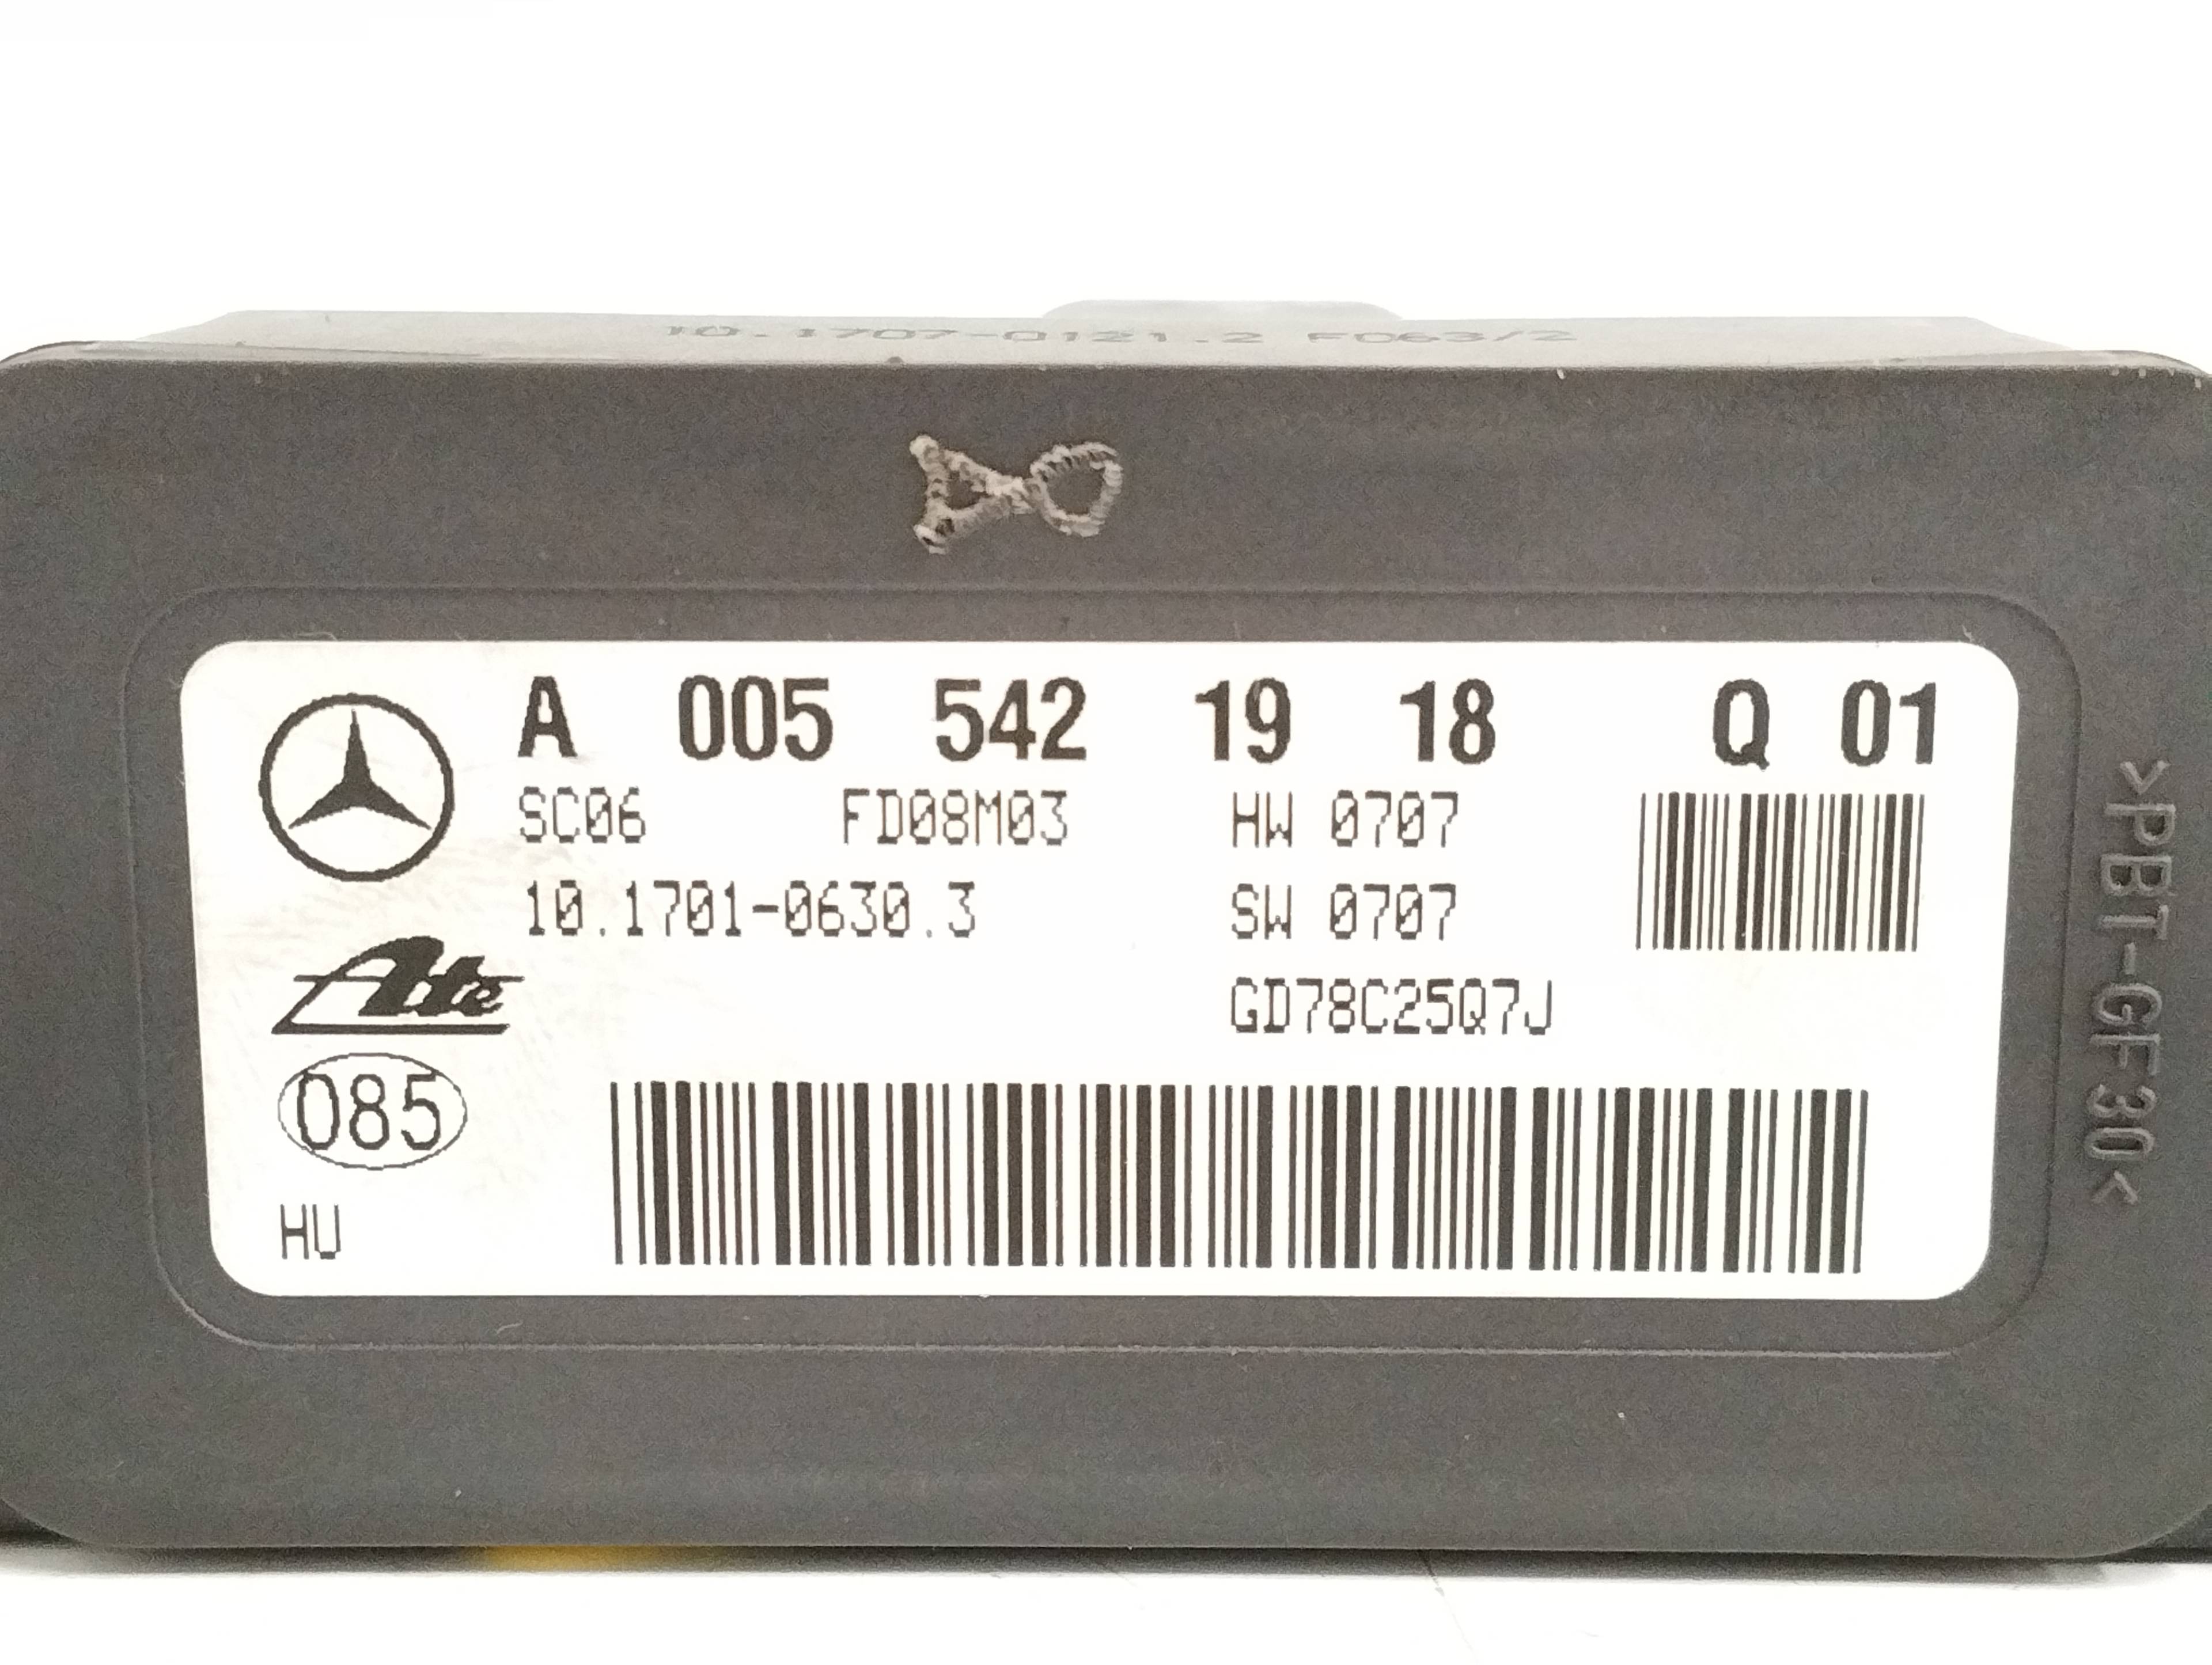 10.1707-0121.2 FC63/2
A 005 542 19 18 Q 01
SC06 FD08M03 HW 0707
10.1701-0630.3 SW 0707
Ate
GD78C25Q7J
085
HU
>PBT-GF30<